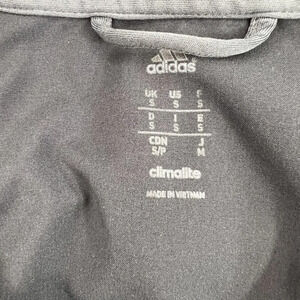 adidas
UK US F
S S S
D I E
S S S
CDN J
S/P M
climalite
MADE IN VIETNAM